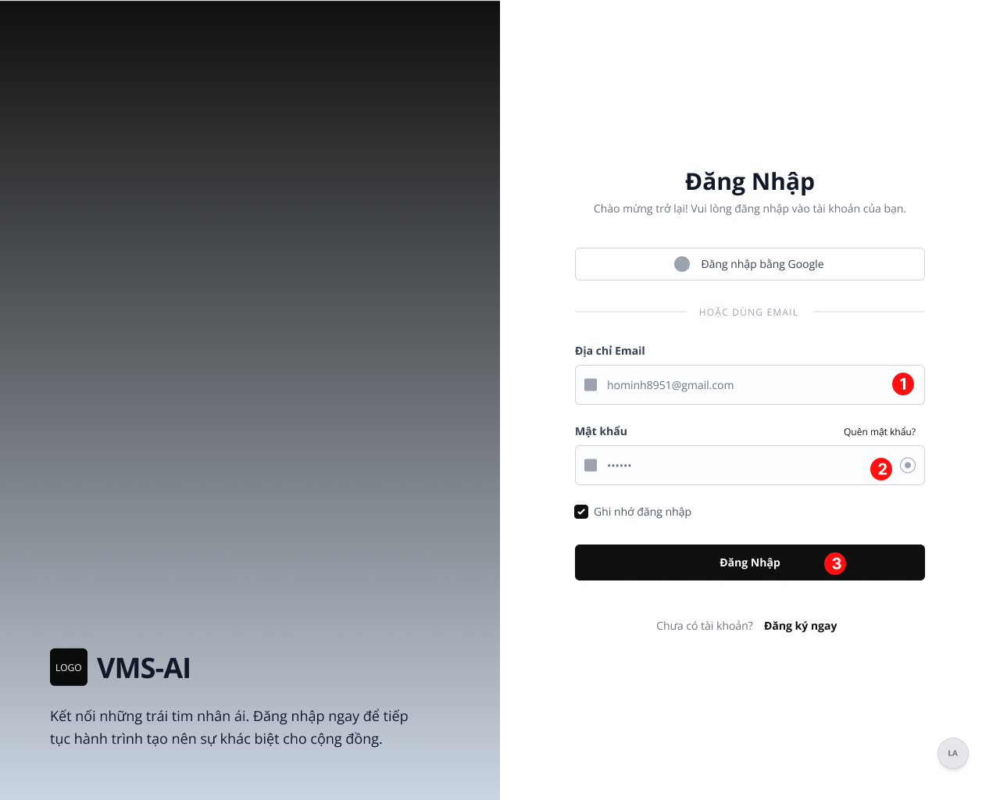 LOGO
VMS-AI
Kết nối những trái tim nhân ái. Đăng nhập ngay để tiếp
tục hành trình tạo nên sự khác biệt cho cộng đồng.
Đăng Nhập
Chào mừng trở lại! Vui lòng đăng nhập vào tài khoản của bạn.
Đăng nhập bằng Google
HOẶC DÙNG EMAIL
Địa chỉ Email
hominh8951@gmail.com 1
Mật khẩu Quên mật khẩu?
•••••• 2
Ghi nhớ đăng nhập
Đăng Nhập 3
Chưa có tài khoản? Đăng ký ngay
LA